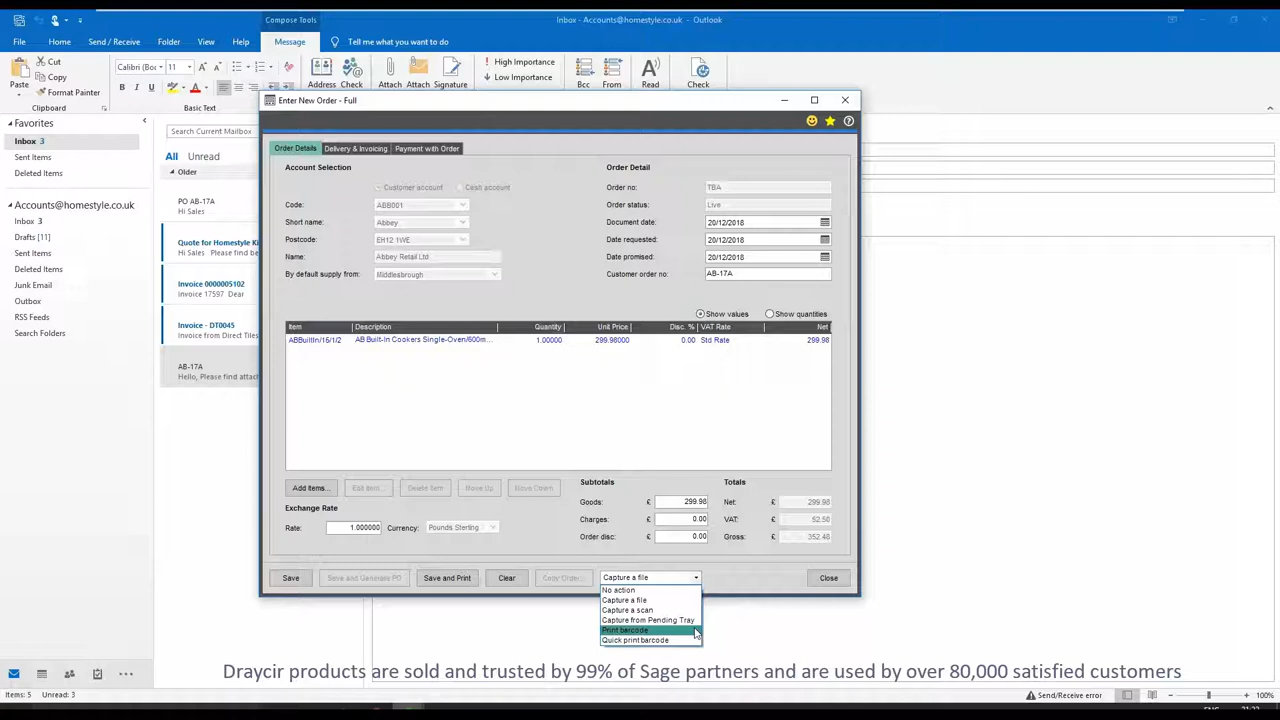 Compose Tools
Inbox - Accounts@homestyle.co.uk - Outlook
File Home Send / Receive Folder View Help Message Tell me what you want to do
Cut
Copy
Format Painter
Paste
Clipboard
Calibri (Bo 11
B I U
Basic Text
Address Check
Attach Attach Signature
High Importance
Low Importance
Bcc From
Read
Check
Favorites
Inbox 3
Sent Items
Deleted Items
Accounts@homestyle.co.uk
Inbox 3
Drafts [11]
Sent Items
Deleted Items
Junk Email
Outbox
RSS Feeds
Search Folders
Search Current Mailbox
All Unread
Older
PO AB-17A
Hi Sales
Quote for Homestyle Ki
Hi Sales Please find be
Invoice 0000005102
Invoice 17597 Dear
Invoice - DT0045
Invoice from Direct Tiles
AB-17A
Hello, Please find attac
Enter New Order - Full
Order Details Delivery & Invoicing Payment with Order
Account Selection
Customer account Cash account
Code: ABB001
Short name: Abbey
Postcode: EH12 1WE
Name: Abbey Retail Ltd
By default supply from: Middlesbrough
Order Detail
Order no: TBA
Order status: Live
Document date: 20/12/2018
Date requested: 20/12/2018
Date promised: 20/12/2018
Customer order no: AB-17A
Show values Show quantities
Item Description Quantity Unit Price Disc. % VAT Rate Net
ABBuiltIn/15/1/2 AB Built-In Cookers Single-Oven/600m... 1.00000 299.98000 0.00 Std Rate 299.98
Add Items... Edit Item... Delete Item Move Up Move Down
Exchange Rate
Rate: 1.000000 Currency: Pounds Sterling
Subtotals
Goods: £ 299.98
Charges: £ 0.00
Order disc: £ 0.00
Totals
Net: £ 299.98
VAT: £ 52.50
Gross: £ 352.48
Save Save and Generate PO Save and Print Clear Copy Order... Capture a file Close
No action
Capture a file
Capture a scan
Capture from Pending Tray
Print barcode
Quick print barcode
Draycir products are sold and trusted by 99% of Sage partners and are used by over 80,000 satisfied customers
Items: 5 Unread: 3
Send/Receive error
100%